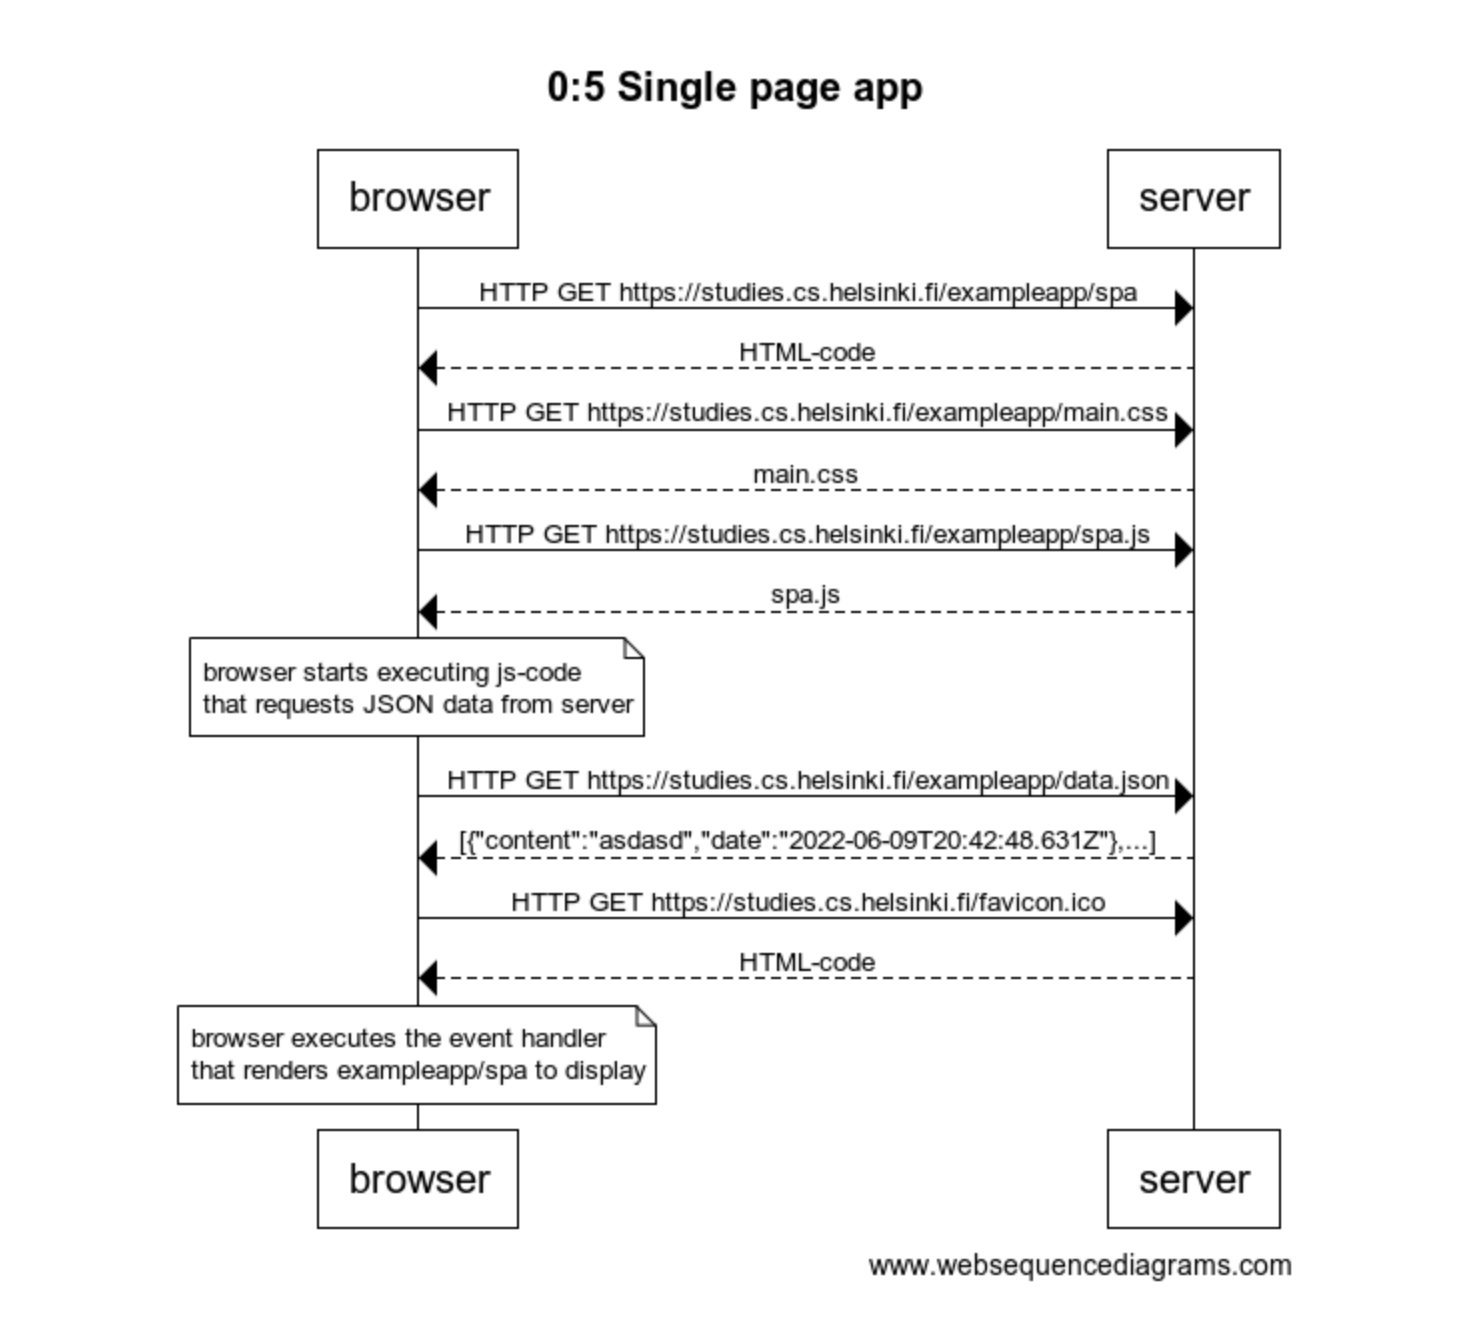 0:5 Single page app
browser
server
HTTP GET https://studies.cs.helsinki.fi/exampleapp/spa
HTML-code
HTTP GET https://studies.cs.helsinki.fi/exampleapp/main.css
main.css
HTTP GET https://studies.cs.helsinki.fi/exampleapp/spa.js
spa.js
browser starts executing js-code
that requests JSON data from server
HTTP GET https://studies.cs.helsinki.fi/exampleapp/data.json
[{"content":"asdasd","date":"2022-06-09T20:42:48.631Z"},...]
HTTP GET https://studies.cs.helsinki.fi/favicon.ico
HTML-code
browser executes the event handler
that renders exampleapp/spa to display
browser
server
www.websequencediagrams.com